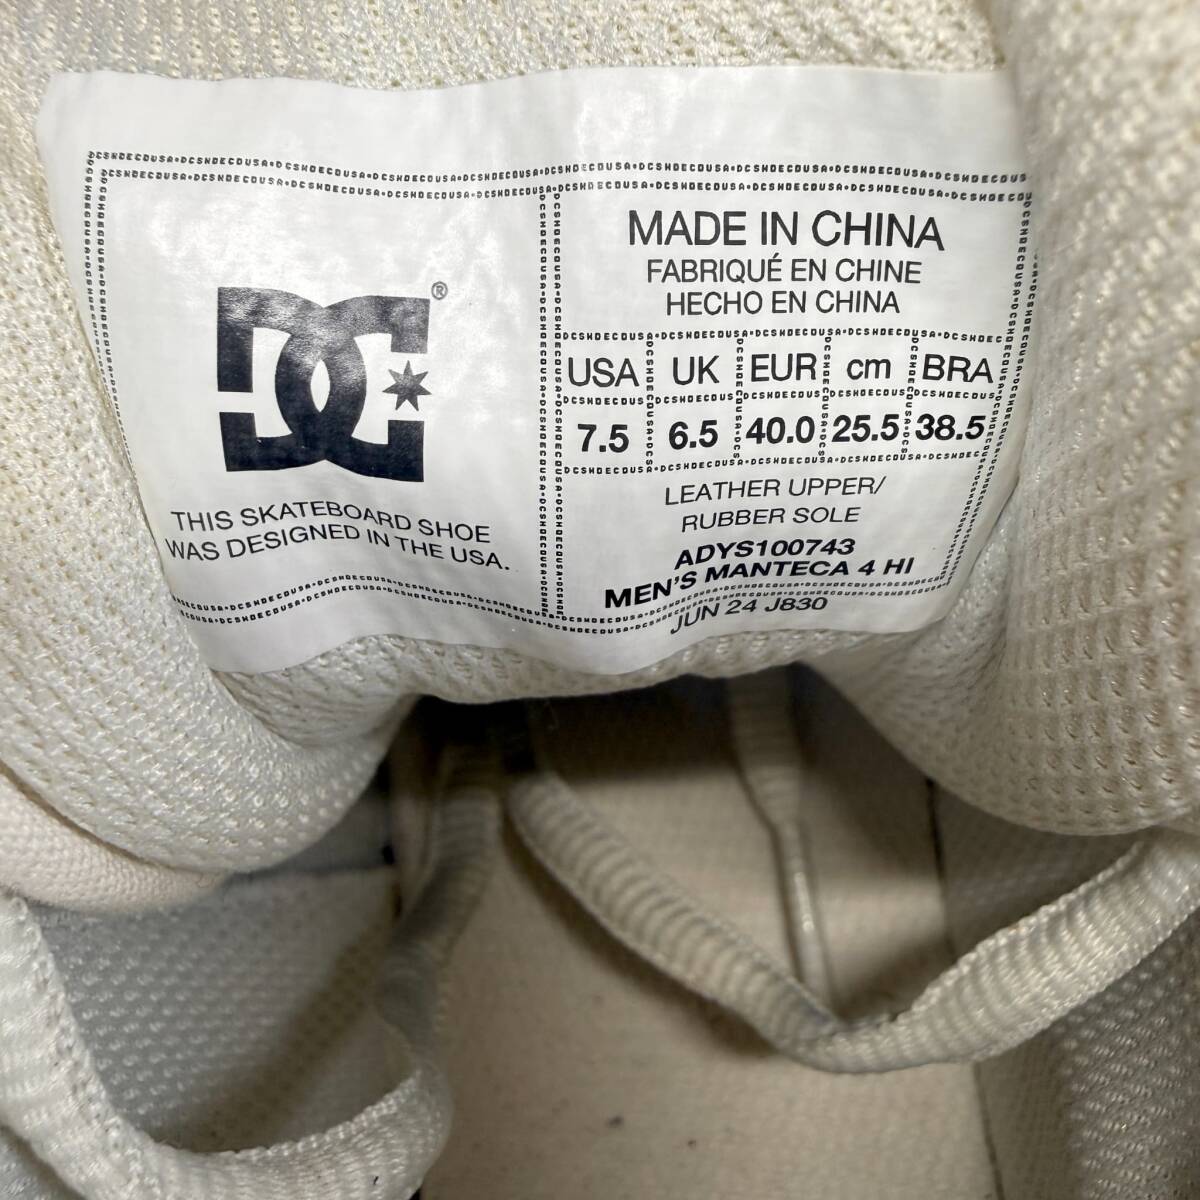 DC®
THIS SKATEBOARD SHOE
WAS DESIGNED IN THE USA.
MADE IN CHINA
FABRIQUÉ EN CHINE
HECHO EN CHINA
USA UK EUR cm BRA
7.5 6.5 40.0 25.5 38.5
LEATHER UPPER/
RUBBER SOLE
ADYS100743
MEN'S MANTECA 4 HI
JUN 24 J830